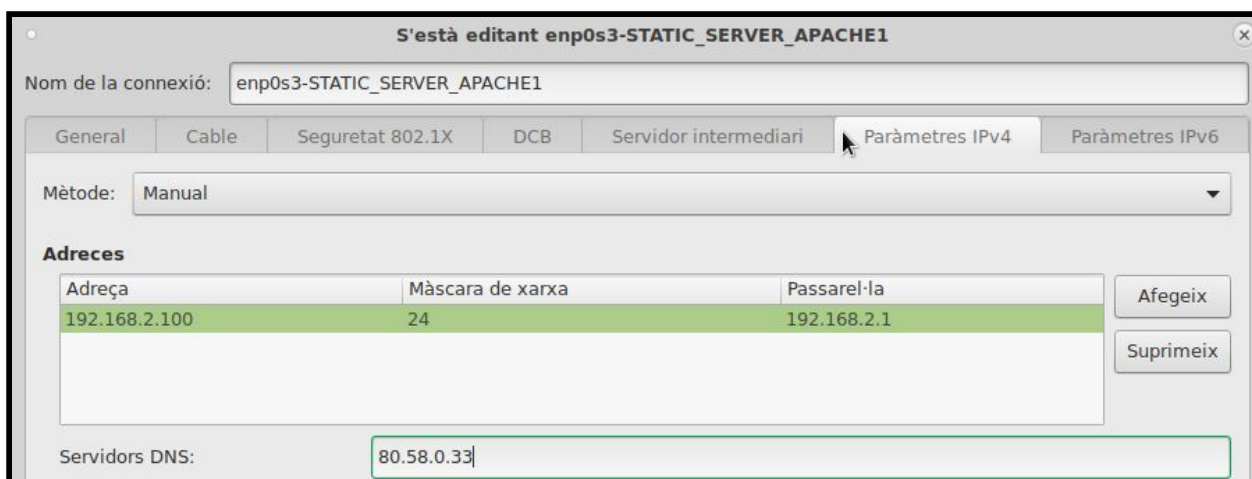 S'està editant enp0s3-STATIC_SERVER_APACHE1
Nom de la connexió: enp0s3-STATIC_SERVER_APACHE1
General Cable Seguretat 802.1X DCB Servidor intermediari Paràmetres IPv4 Paràmetres IPv6
Mètode: Manual
Adreces
Adreça Màscara de xarxa Passarel·la
192.168.2.100 24 192.168.2.1
Afegeix
Suprimeix
Servidors DNS: 80.58.0.33